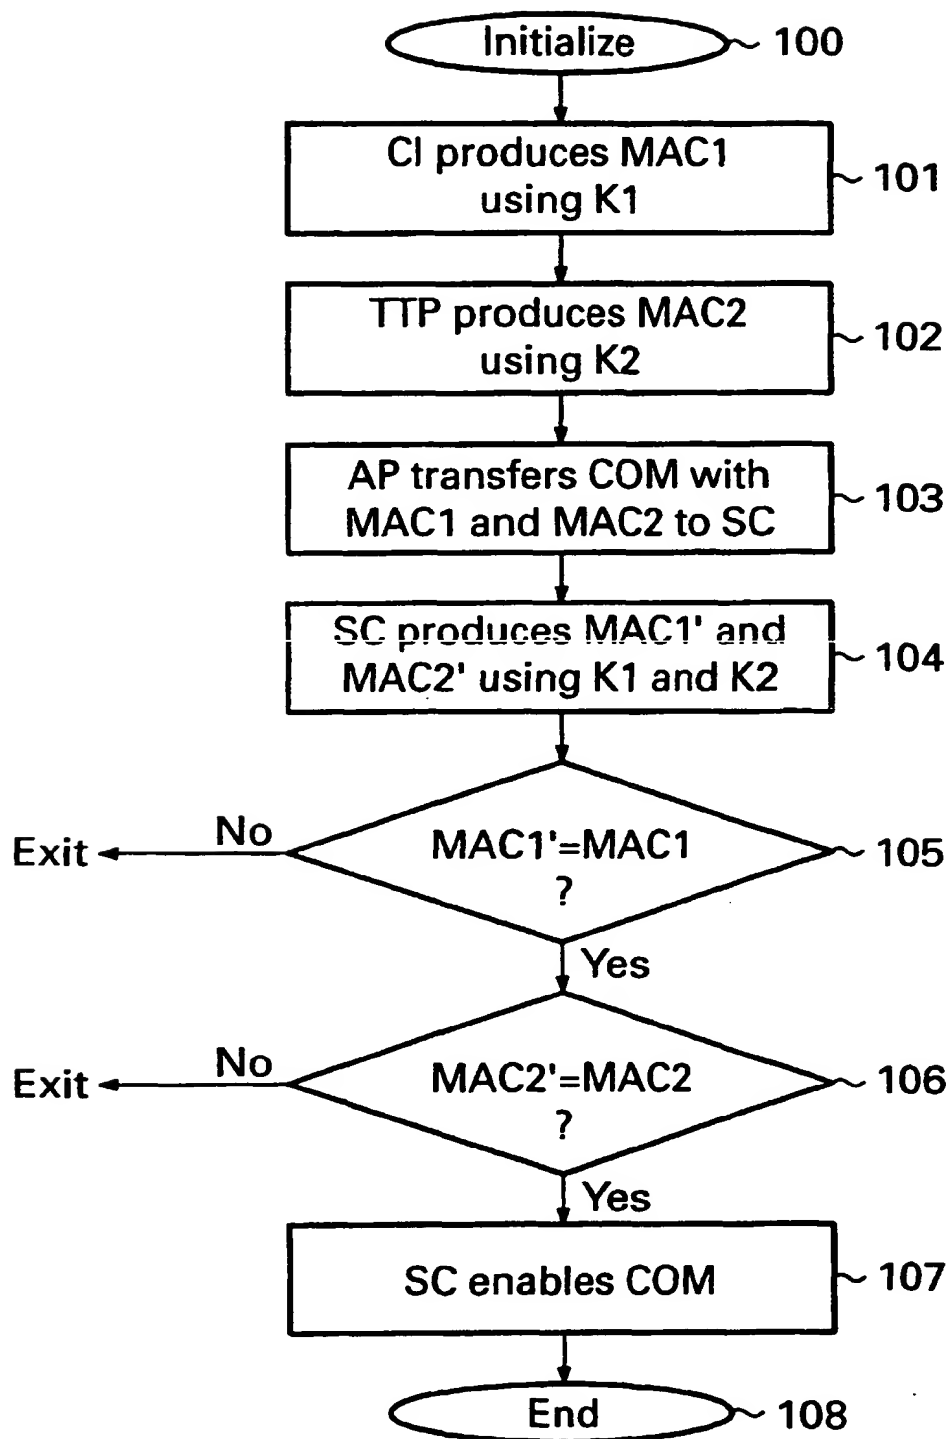 Initialize
100
CI produces MAC1
using K1
101
TTP produces MAC2
using K2
102
AP transfers COM with
MAC1 and MAC2 to SC
103
SC produces MAC1' and
MAC2' using K1 and K2
104
MAC1'=MAC1
?
105
No
Exit
Yes
MAC2'=MAC2
?
106
No
Exit
Yes
SC enables COM
107
End
108